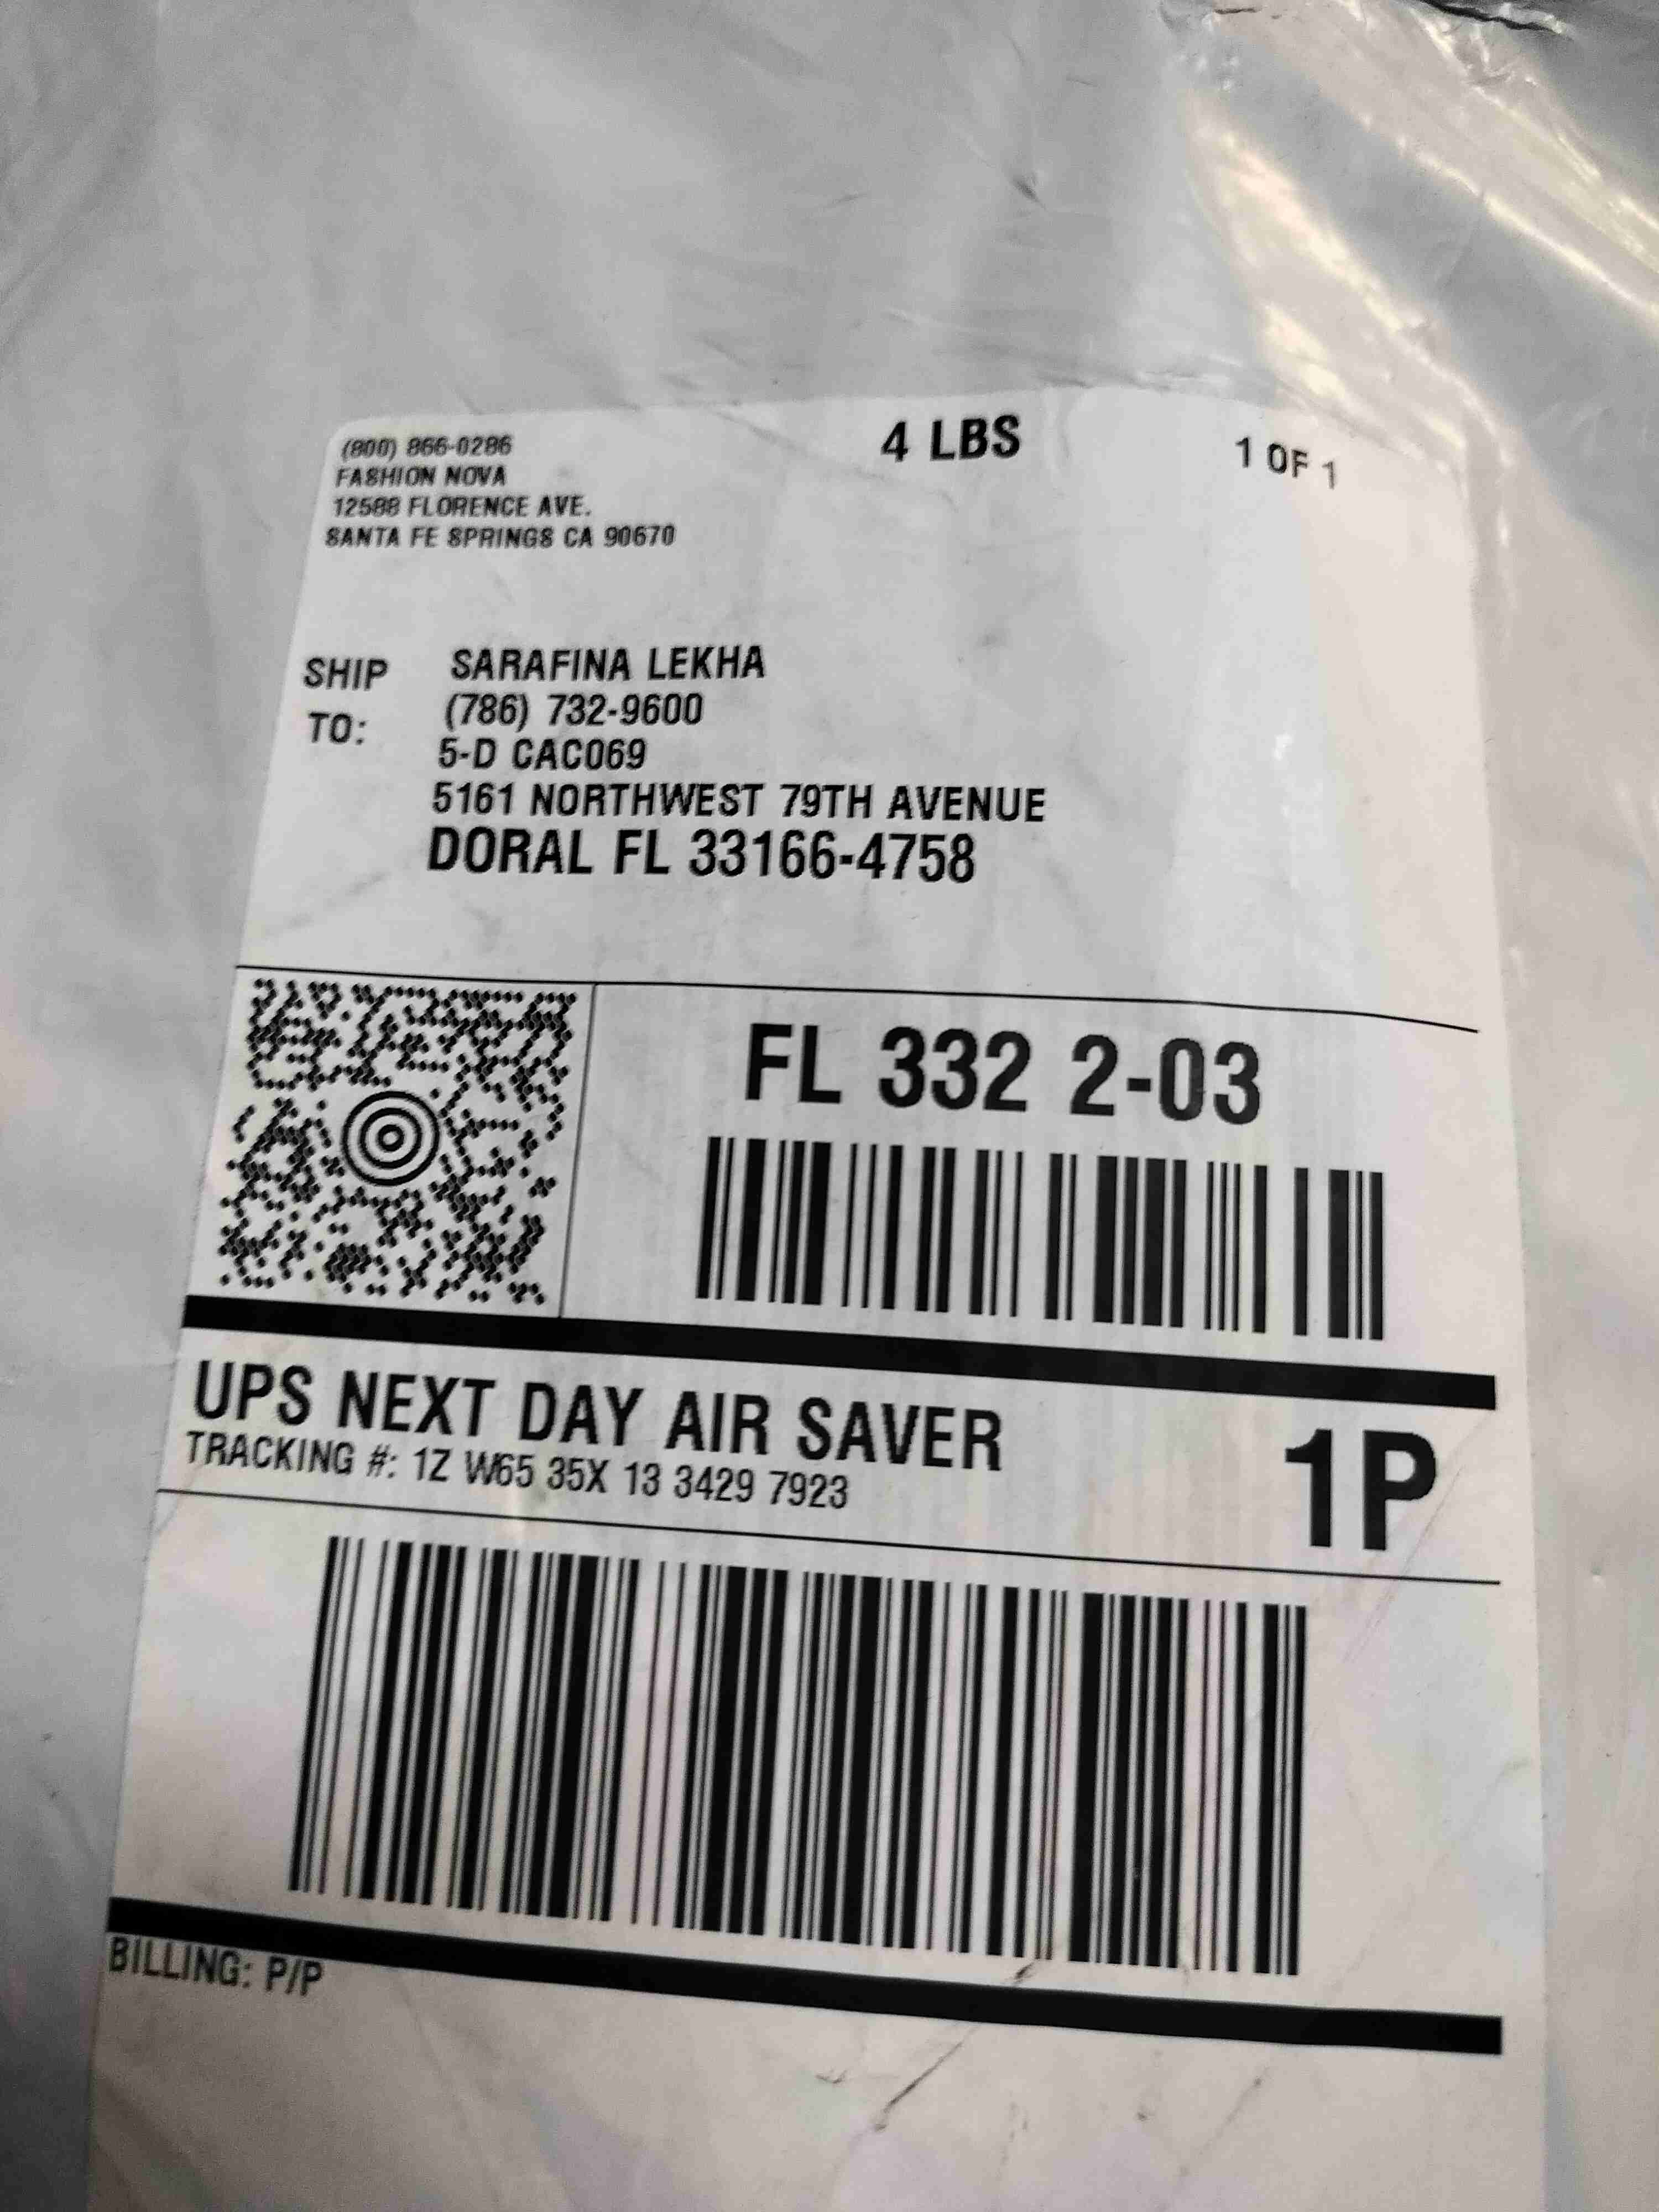 (800) 866-0286
FASHION NOVA
12588 FLORENCE AVE.
SANTA FE SPRINGS CA 90670
4 LBS
1 OF 1
SHIP TO:
SARAFINA LEKHA
(786) 732-9600
5-D CAC069
5161 NORTHWEST 79TH AVENUE
DORAL FL 33166-4758
FL 332 2-03
UPS NEXT DAY AIR SAVER
TRACKING #: 1Z W65 35X 13 3429 7923
1P
BILLING: P/P